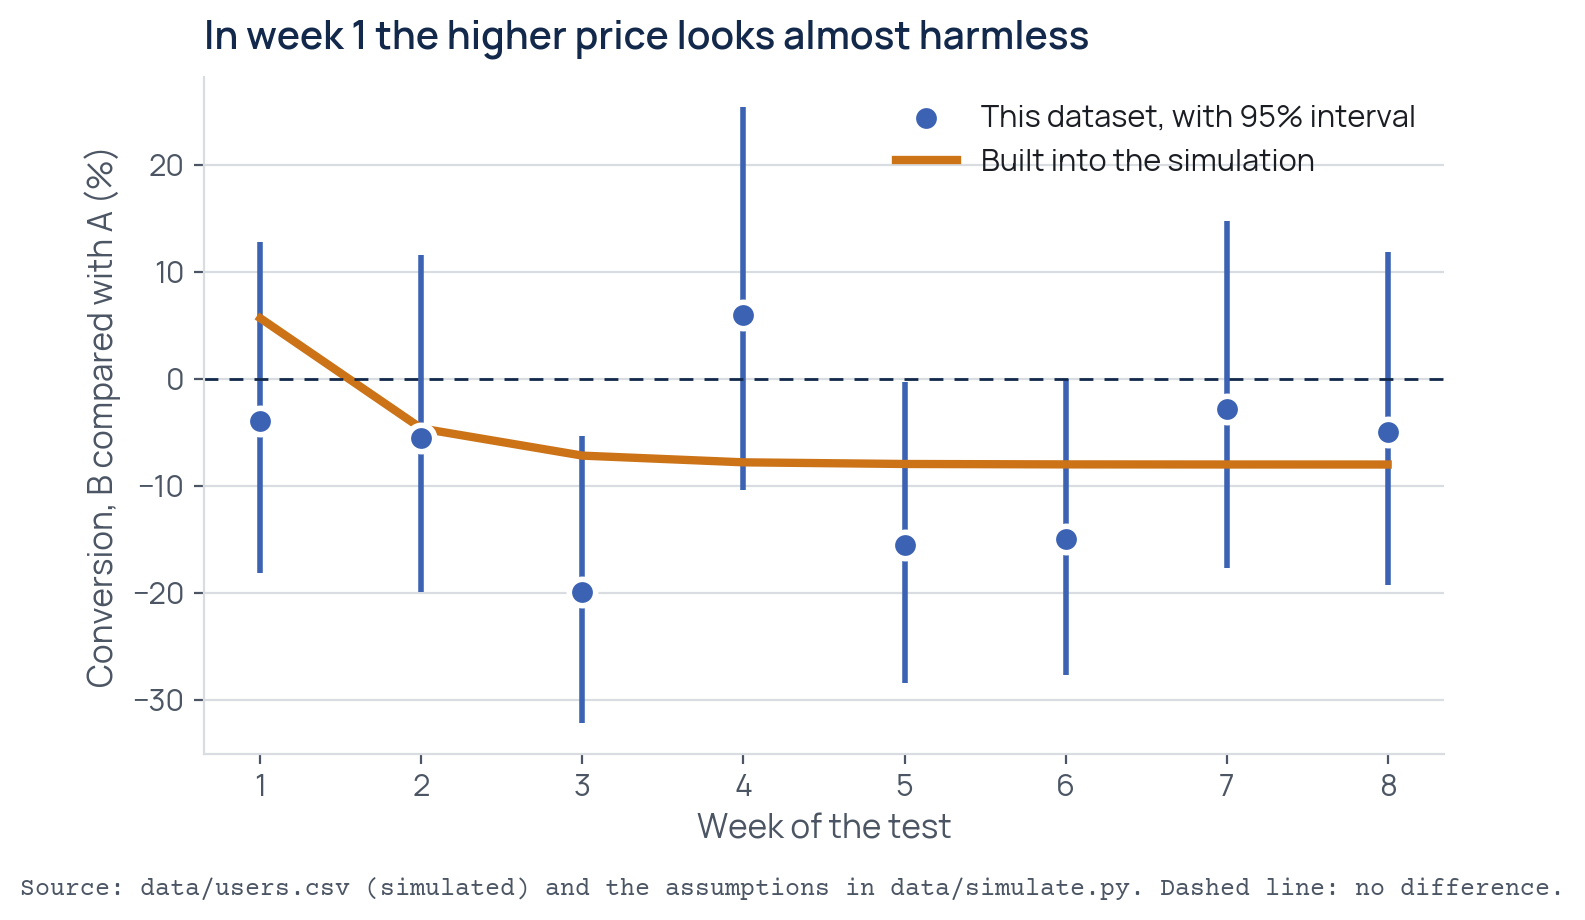 In week 1 the higher price looks almost harmless
This dataset, with 95% interval
Built into the simulation
Conversion, B compared with A (%)
20
10
0
−10
−20
−30
1 2 3 4 5 6 7 8
Week of the test
Source: data/users.csv (simulated) and the assumptions in data/simulate.py. Dashed line: no difference.